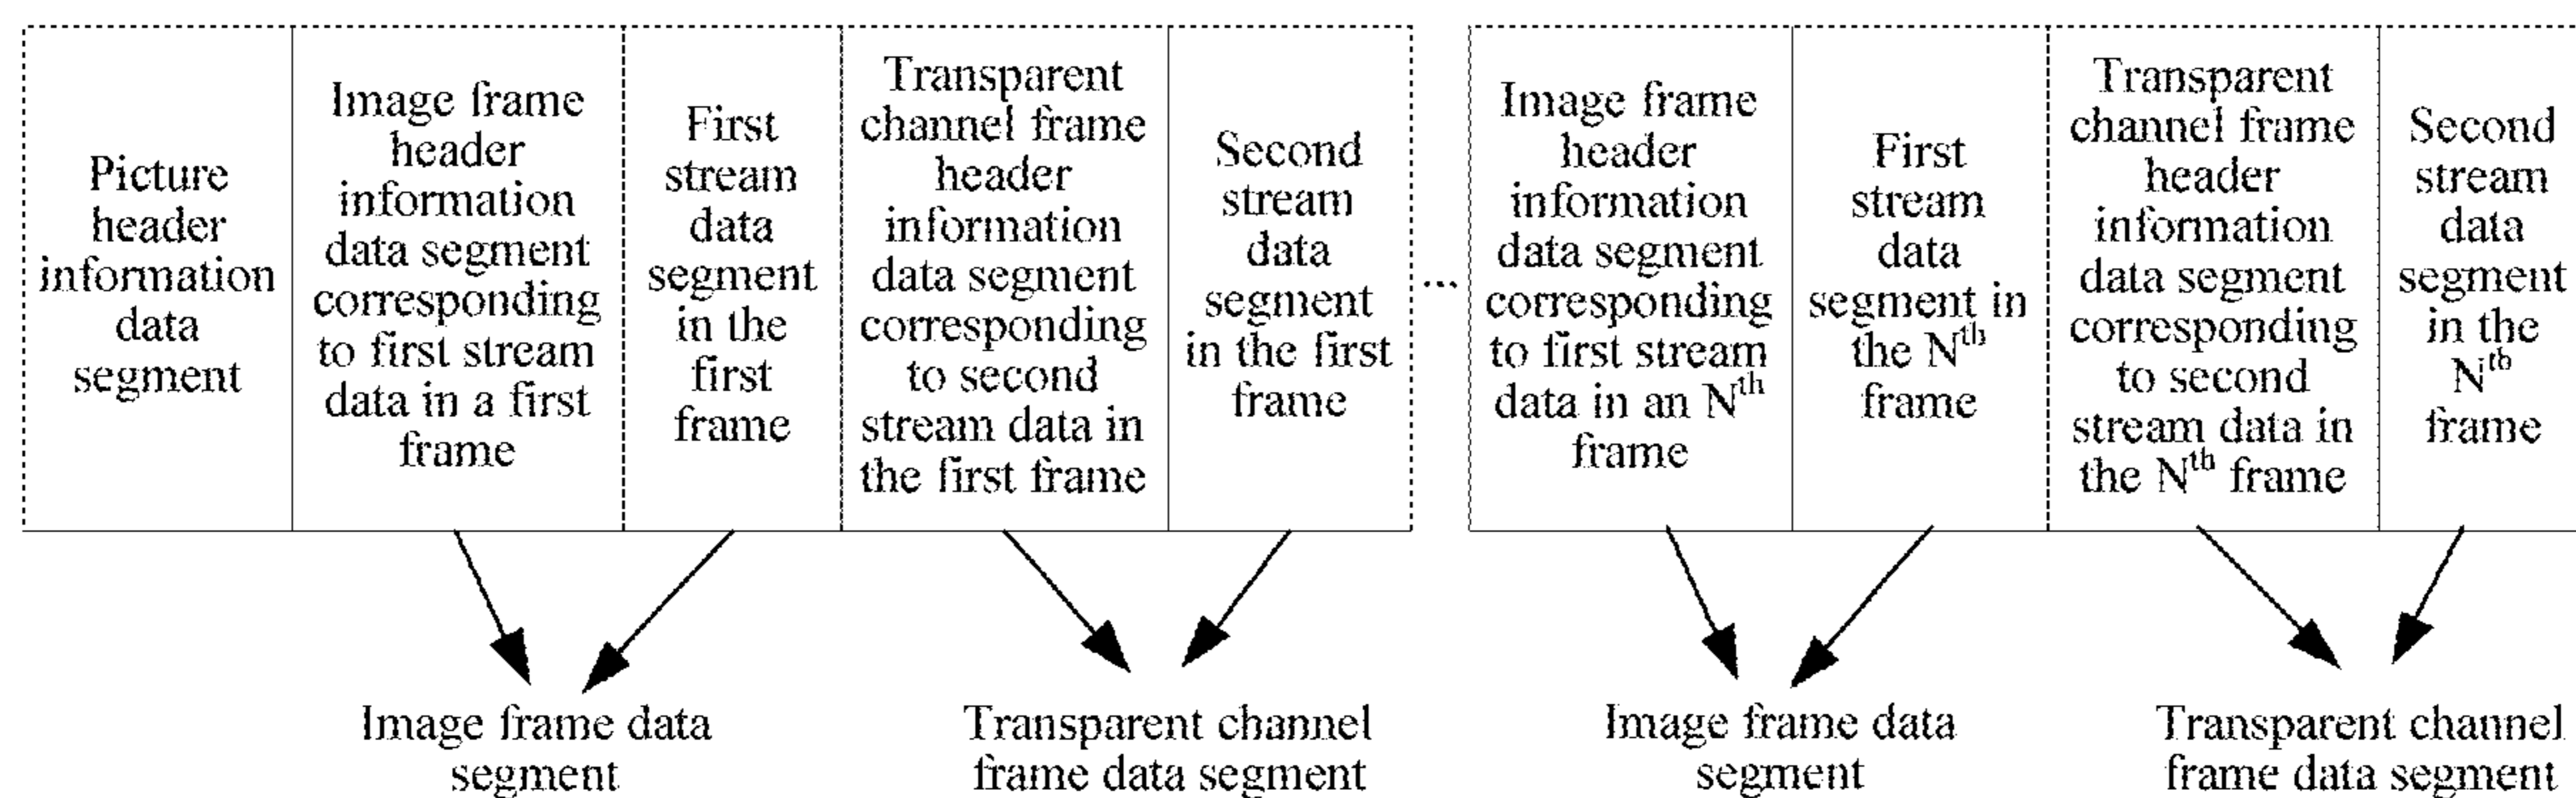 Picture
header
information
data
segment
Image frame
header
information
data segment
corresponding
to first stream
data in a first
frame
First
stream
data
segment
in the
first
frame
Transparent
channel frame
header
information
data segment
corresponding
to second
stream data in
the first frame
Second
stream
data
segment
in the first
frame
...
Image frame
header
information
data segment
corresponding
to first stream
data in an Nth
frame
First
stream
data
segment in
the Nth
frame
Transparent
channel frame
header
information
data segment
corresponding
to second
stream data in
the Nth frame
Second
stream
data
segment
in the
Nth
frame
Image frame data
segment
Transparent channel
frame data segment
Image frame data
segment
Transparent channel
frame data segment